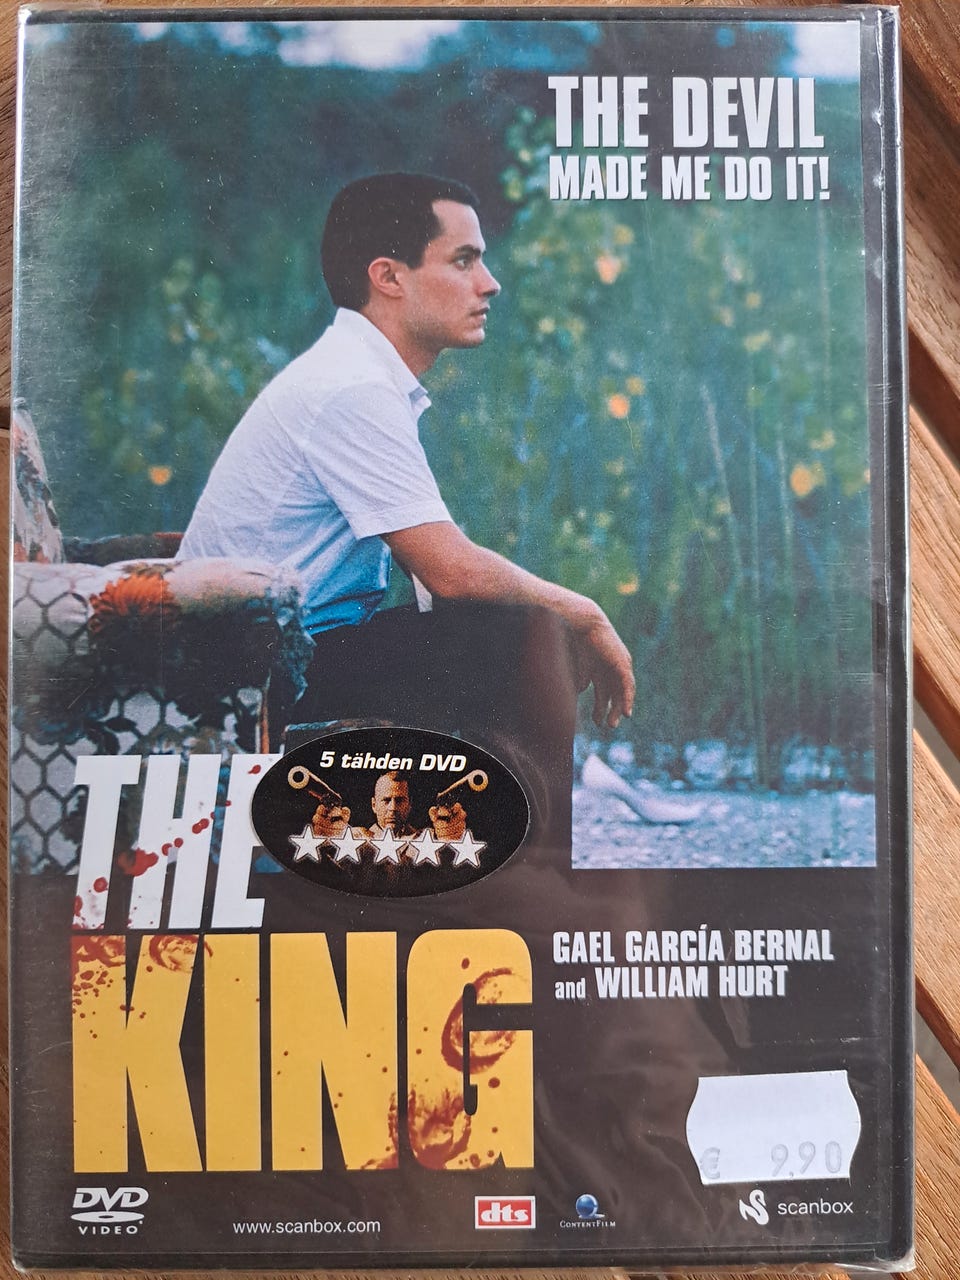 THE DEVIL
MADE ME DO IT!
5 tähden DVD
THE
KING
GAEL GARCÍA BERNAL
and WILLIAM HURT
€ 9,90
DVD
VIDEO
www.scanbox.com
dts
CONTENTFILM
scanbox